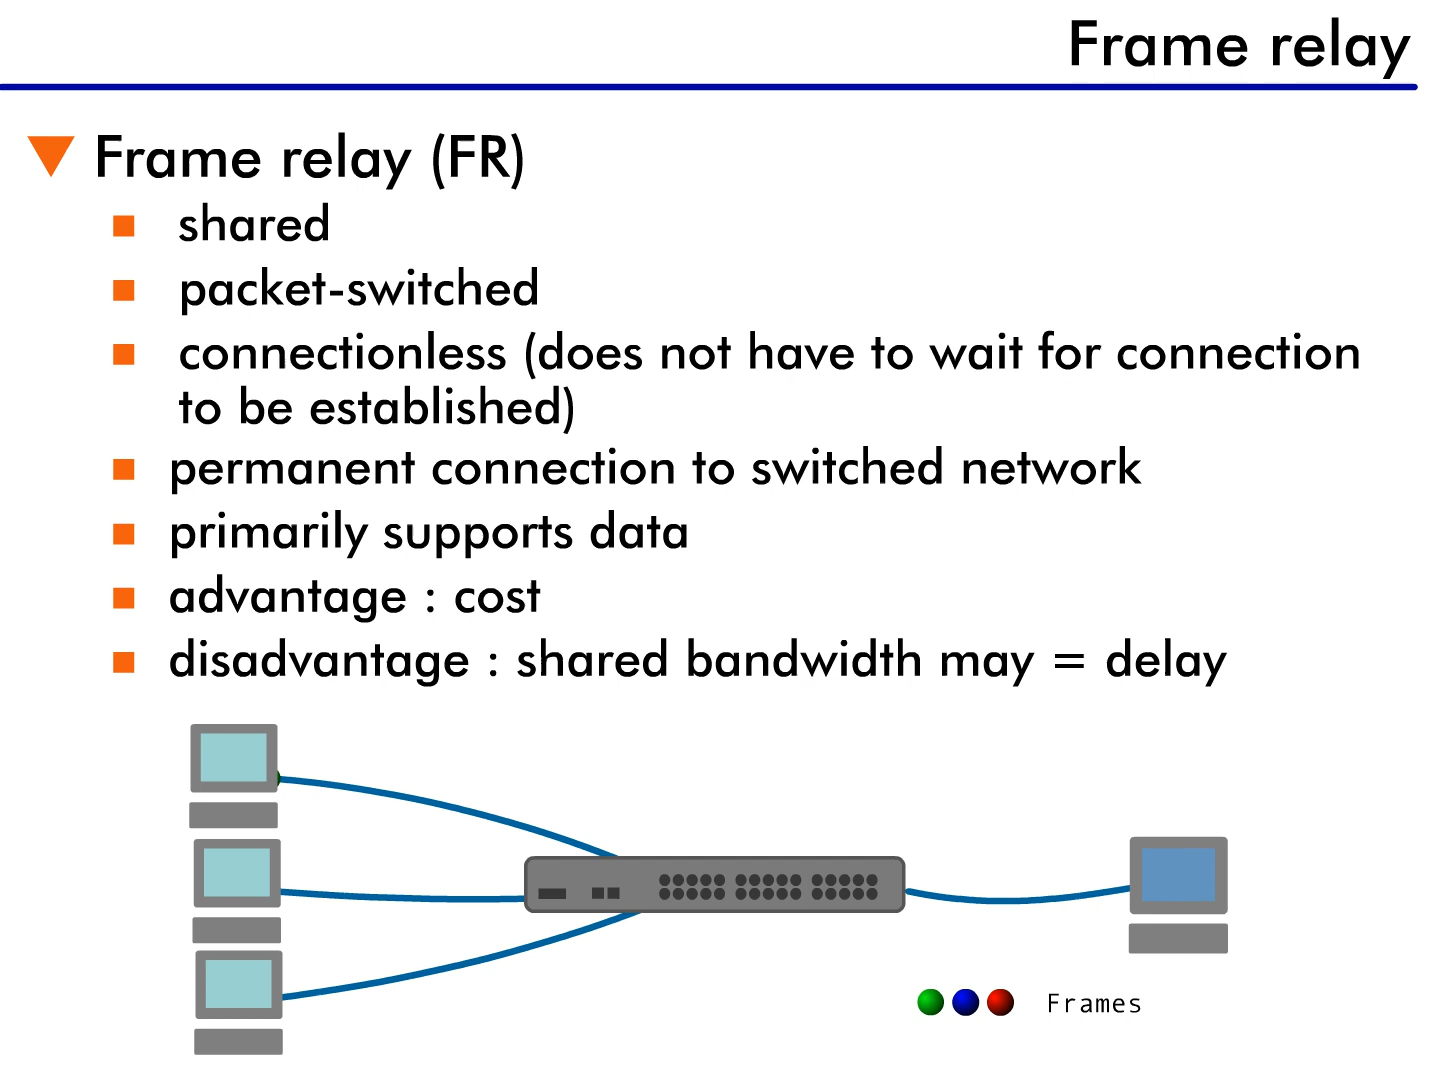 Frame relay
Frame relay (FR)
shared
packet-switched
connectionless (does not have to wait for connection
to be established)
permanent connection to switched network
primarily supports data
advantage : cost
disadvantage : shared bandwidth may = delay
Frames